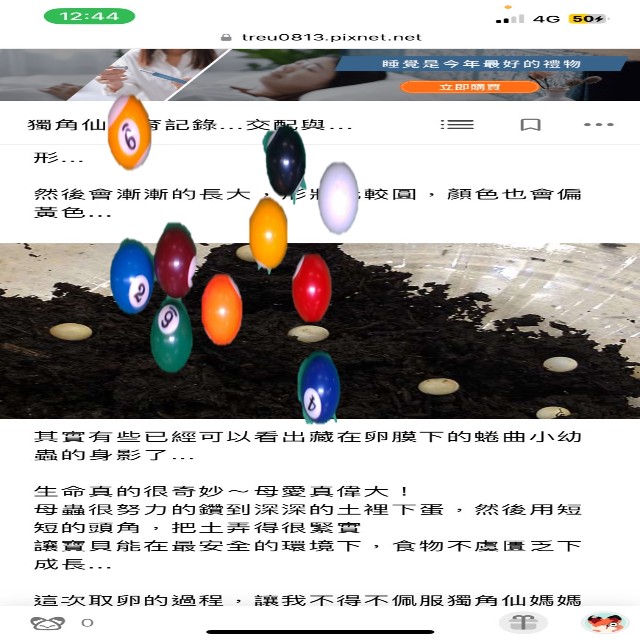 12:44
4G 50
treu0813.pixnet.net
睡覺是今年最好的禮物
立即購買
獨角仙 育記錄...交配與...
形...
然後會漸漸的長大，形狀 比較圓，顏色也會偏
黃色...
6
2
6
其實有些已經可以看出藏在卵膜下的蜷曲小幼
蟲的身影了...
生命真的很奇妙～母愛真偉大！
母蟲很努力的鑽到深深的土裡下蛋，然後用短
短的頭角，把土弄得很緊實
讓寶貝能在最安全的環境下，食物不虞匱乏下
成長...
這次取卵的過程，讓我不得不佩服獨角仙媽媽
0